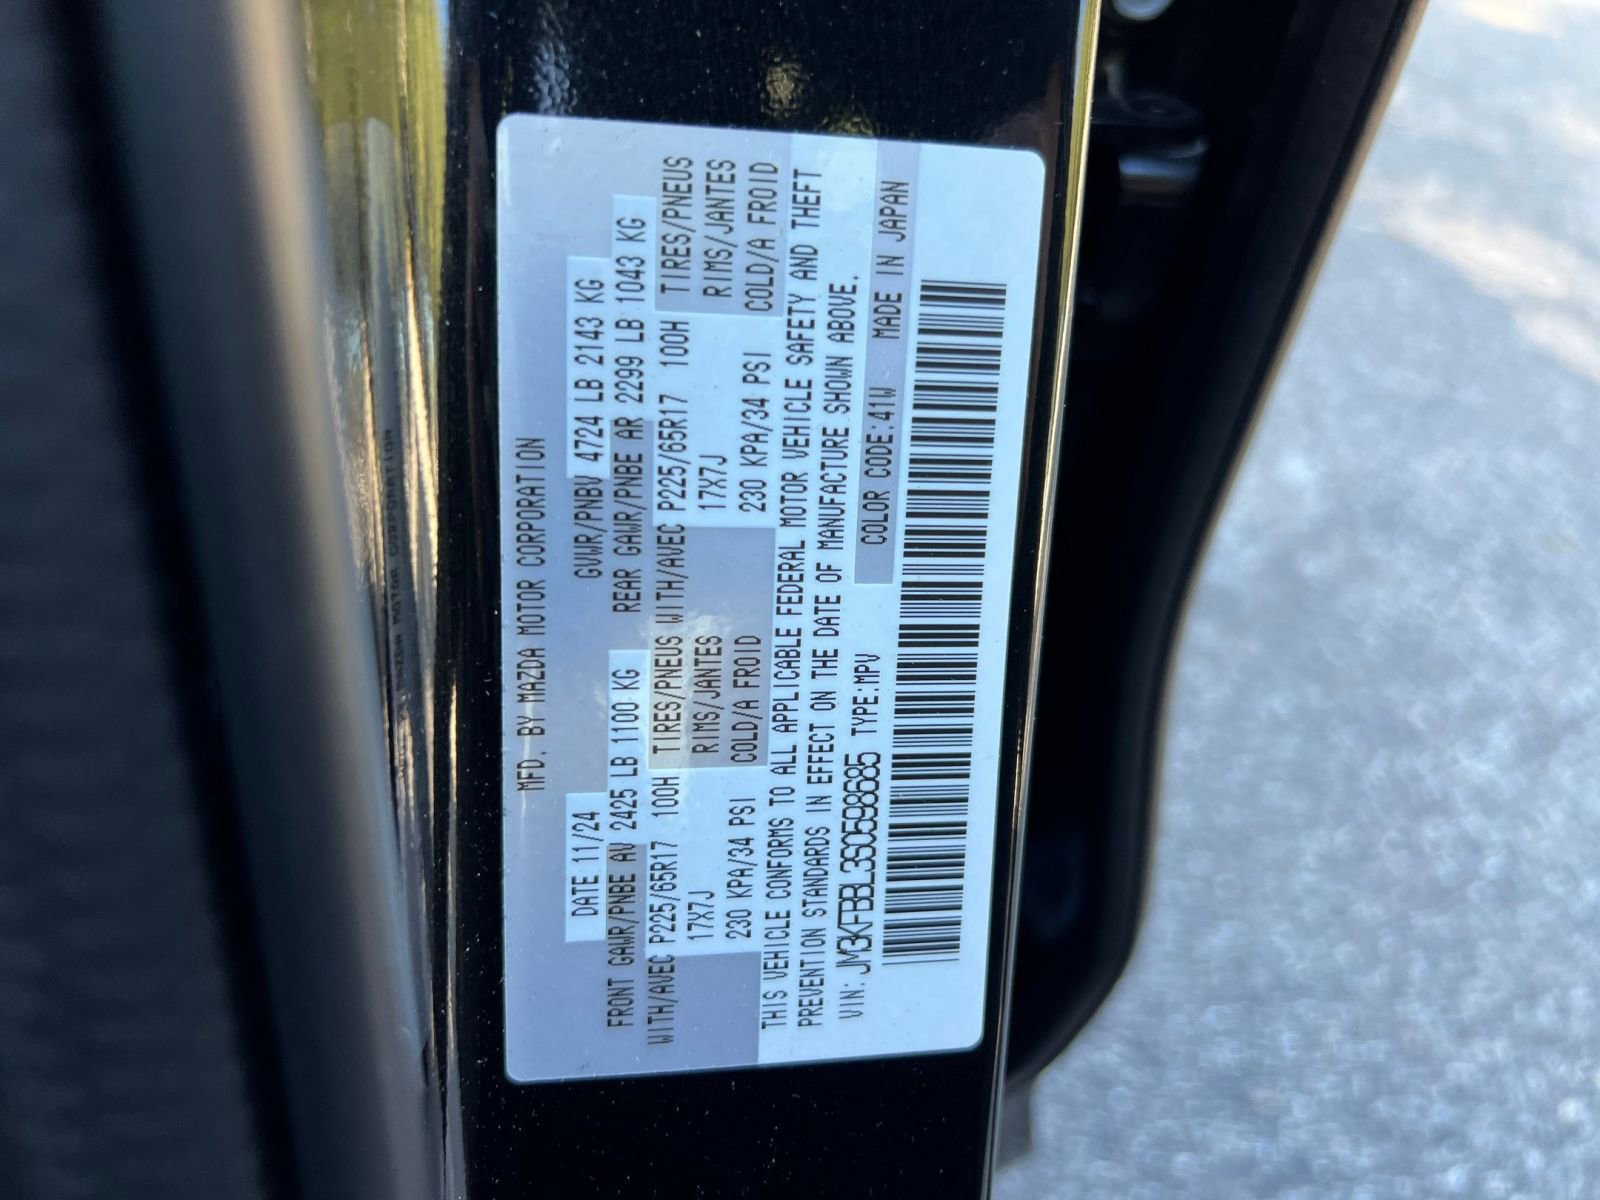 MFD. BY MAZDA MOTOR CORPORATION
DATE 11/24 GVWR/PNBV 4724 LB 2143 KG
FRONT GAWR/PNBE AV 2425 LB 1100 KG REAR GAWR/PNBE AR 2299 LB 1043 KG
WITH/AVEC P225/65R17 100H TIRES/PNEUS WITH/AVEC P225/65R17 100H TIRES/PNEUS
17X7J RIMS/JANTES 17X7J RIMS/JANTES
230 KPA/34 PSI COLD/A FROID 230 KPA/34 PSI COLD/A FROID
THIS VEHICLE CONFORMS TO ALL APPLICABLE FEDERAL MOTOR VEHICLE SAFETY AND THEFT
PREVENTION STANDARDS IN EFFECT ON THE DATE OF MANUFACTURE SHOWN ABOVE.
VIN: JM3KFBBL3S0598685 TYPE:MPV COLOR CODE:41W MADE IN JAPAN